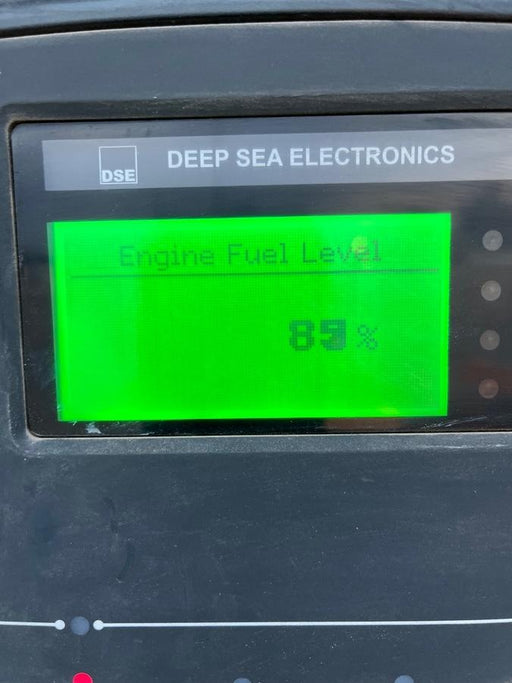 DSE
DEEP SEA ELECTRONICS
Engine Fuel Level
%